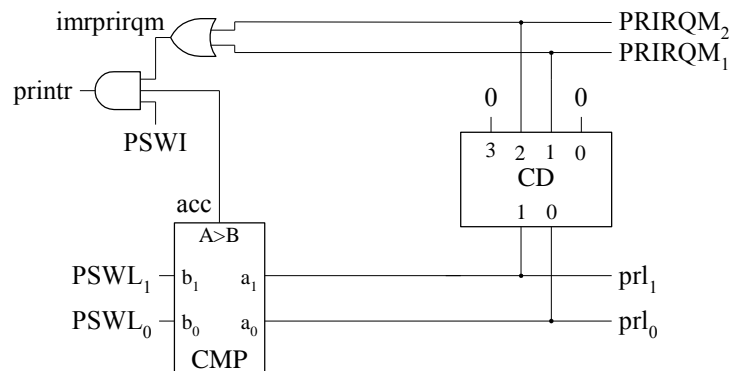 imrprirqm
PRIRQM₂
PRIRQM₁
printr
PSWI
0 0
3 2 1 0
CD
1 0
acc
A>B
PSWL₁ b₁ a₁ prl₁
PSWL₀ b₀ a₀ prl₀
CMP